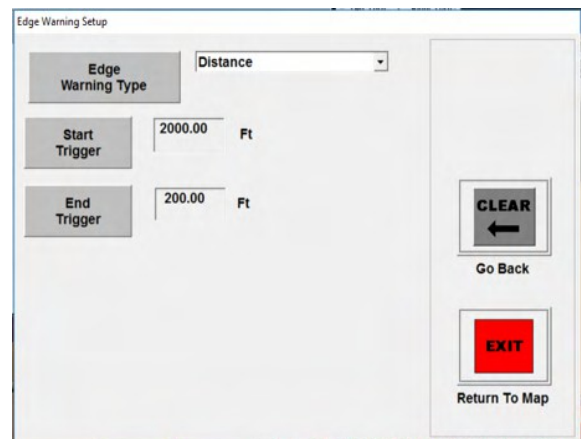 Edge Warning Setup
Edge
Warning Type
Distance
Start
Trigger
2000.00
Ft
End
Trigger
200.00
Ft
CLEAR
Go Back
EXIT
Return To Map